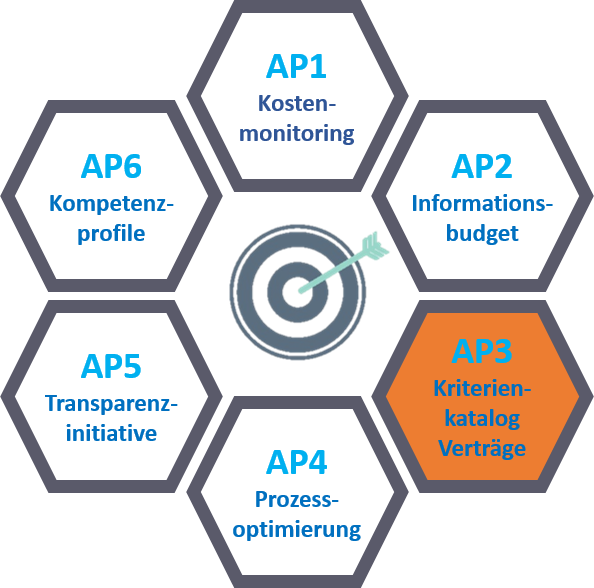 AP1
Kosten-
monitoring
AP2
Informations-
budget
AP3
Kriterien-
katalog
Verträge
AP4
Prozess-
optimierung
AP5
Transparenz-
initiative
AP6
Kompetenz-
profile